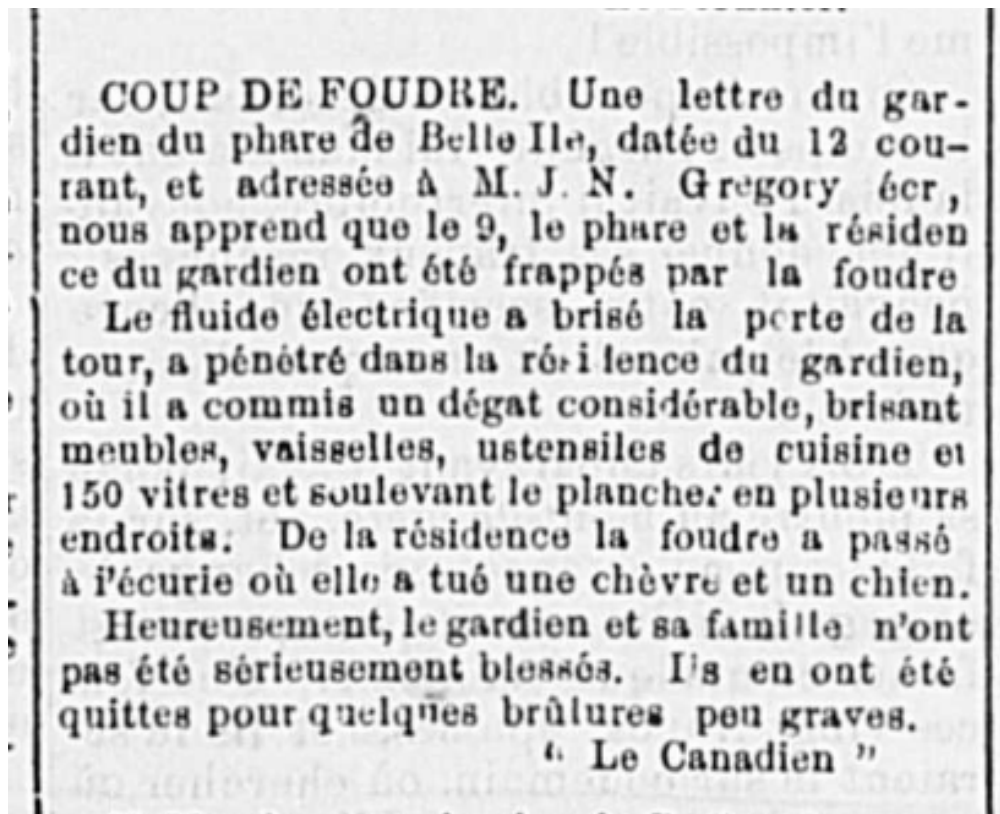 COUP DE FOUDRE. Une lettre du gar-
dien du phare de Belle Ile, datée du 12 cou-
rant, et adressée à M. J. N. Gregory écr,
nous apprend que le 9, le phare et la résiden
ce du gardien ont été frappés par la foudre
Le fluide électrique a brisé la porte de la
tour, a pénétré dans la résidence du gardien,
où il a commis un dégat considérable, brisant
meubles, vaisselles, ustensiles de cuisine et
150 vitres et soulevant le plancher en plusieurs
endroits: De la résidence la foudre a passé
à l'écurie où elle a tué une chèvre et un chien.
Heureusement, le gardien et sa famille n'ont
pas été sérieusement blessés. Ils en ont été
quittes pour quelques brûlures peu graves.
“ Le Canadien ”